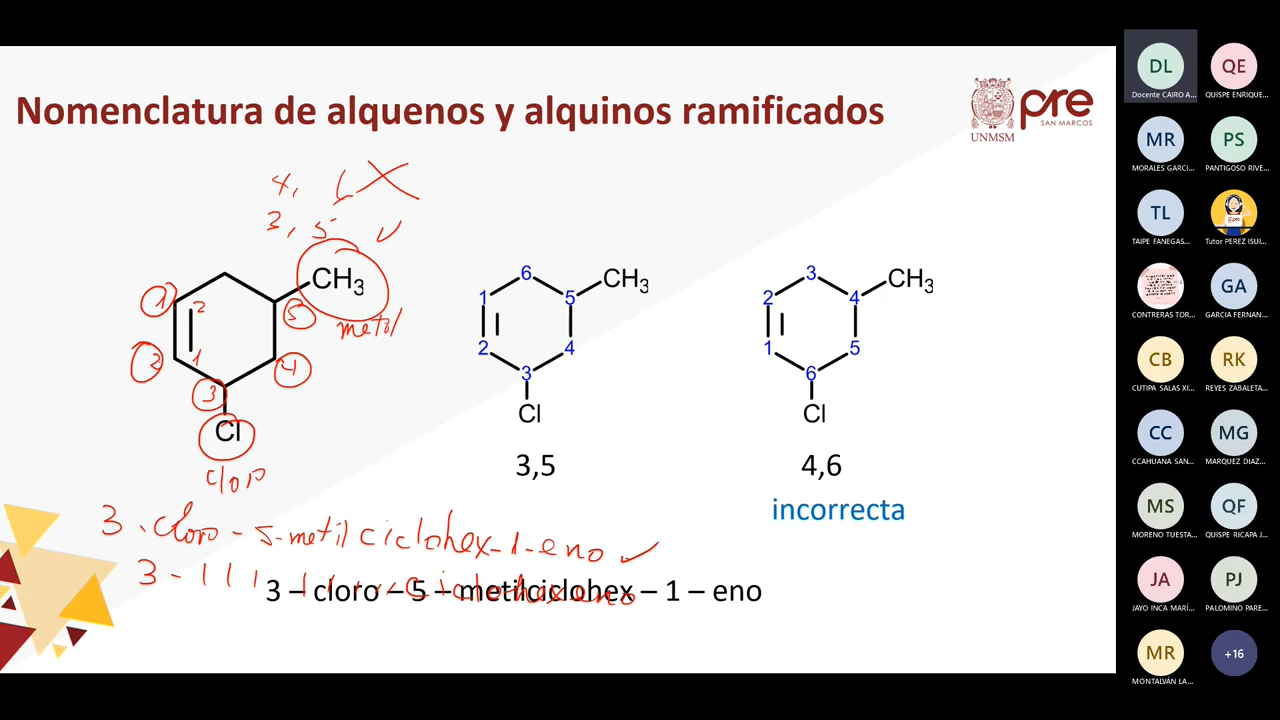 Nomenclatura de alquenos y alquinos ramificados
UNMSM
pre
SAN MARCOS
4, 6
3, 5
CH3
metil
1
2
2
1
3
4
5
Cl
cloro
6
1
5
CH3
2
4
3
Cl
3,5
3
2
4
CH3
1
5
6
Cl
4,6
incorrecta
3 - cloro - 5-metil ciclohex-1-eno
3 - ciclohexeno
3 – cloro – 5 – metilciclohex – 1 – eno
DL
Docente CAIRO A...
QE
QUISPE ENRIQUE...
MR
MORALES GARCI...
PS
PANTIGOSO RIVE...
TL
TAIPE FANEGAS...
Tutor PEREZ ISUI...
CONTRERAS TOR...
GA
GARCIA FERNAN...
CB
CUTIPA SALAS XI...
RK
REYES ZABALETA...
CC
CCAHUANA SAN...
MG
MARQUEZ DIAZ...
MS
MORENO TUESTA...
QF
QUISPE RICAPA J...
JA
JAYO INCA MARÍ...
PJ
PALOMINO PARE...
MR
MONTALVÁN LA...
+16